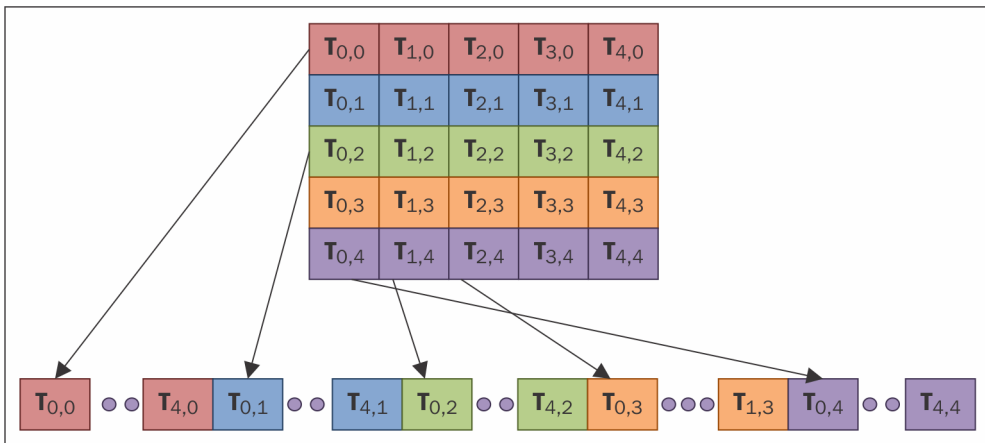 T0,0 T1,0 T2,0 T3,0 T4,0
T0,1 T1,1 T2,1 T3,1 T4,1
T0,2 T1,2 T2,2 T3,2 T4,2
T0,3 T1,3 T2,3 T3,3 T4,3
T0,4 T1,4 T2,4 T3,4 T4,4
T0,0 T4,0 T0,1 T4,1 T0,2 T4,2 T0,3 T1,3 T0,4 T4,4